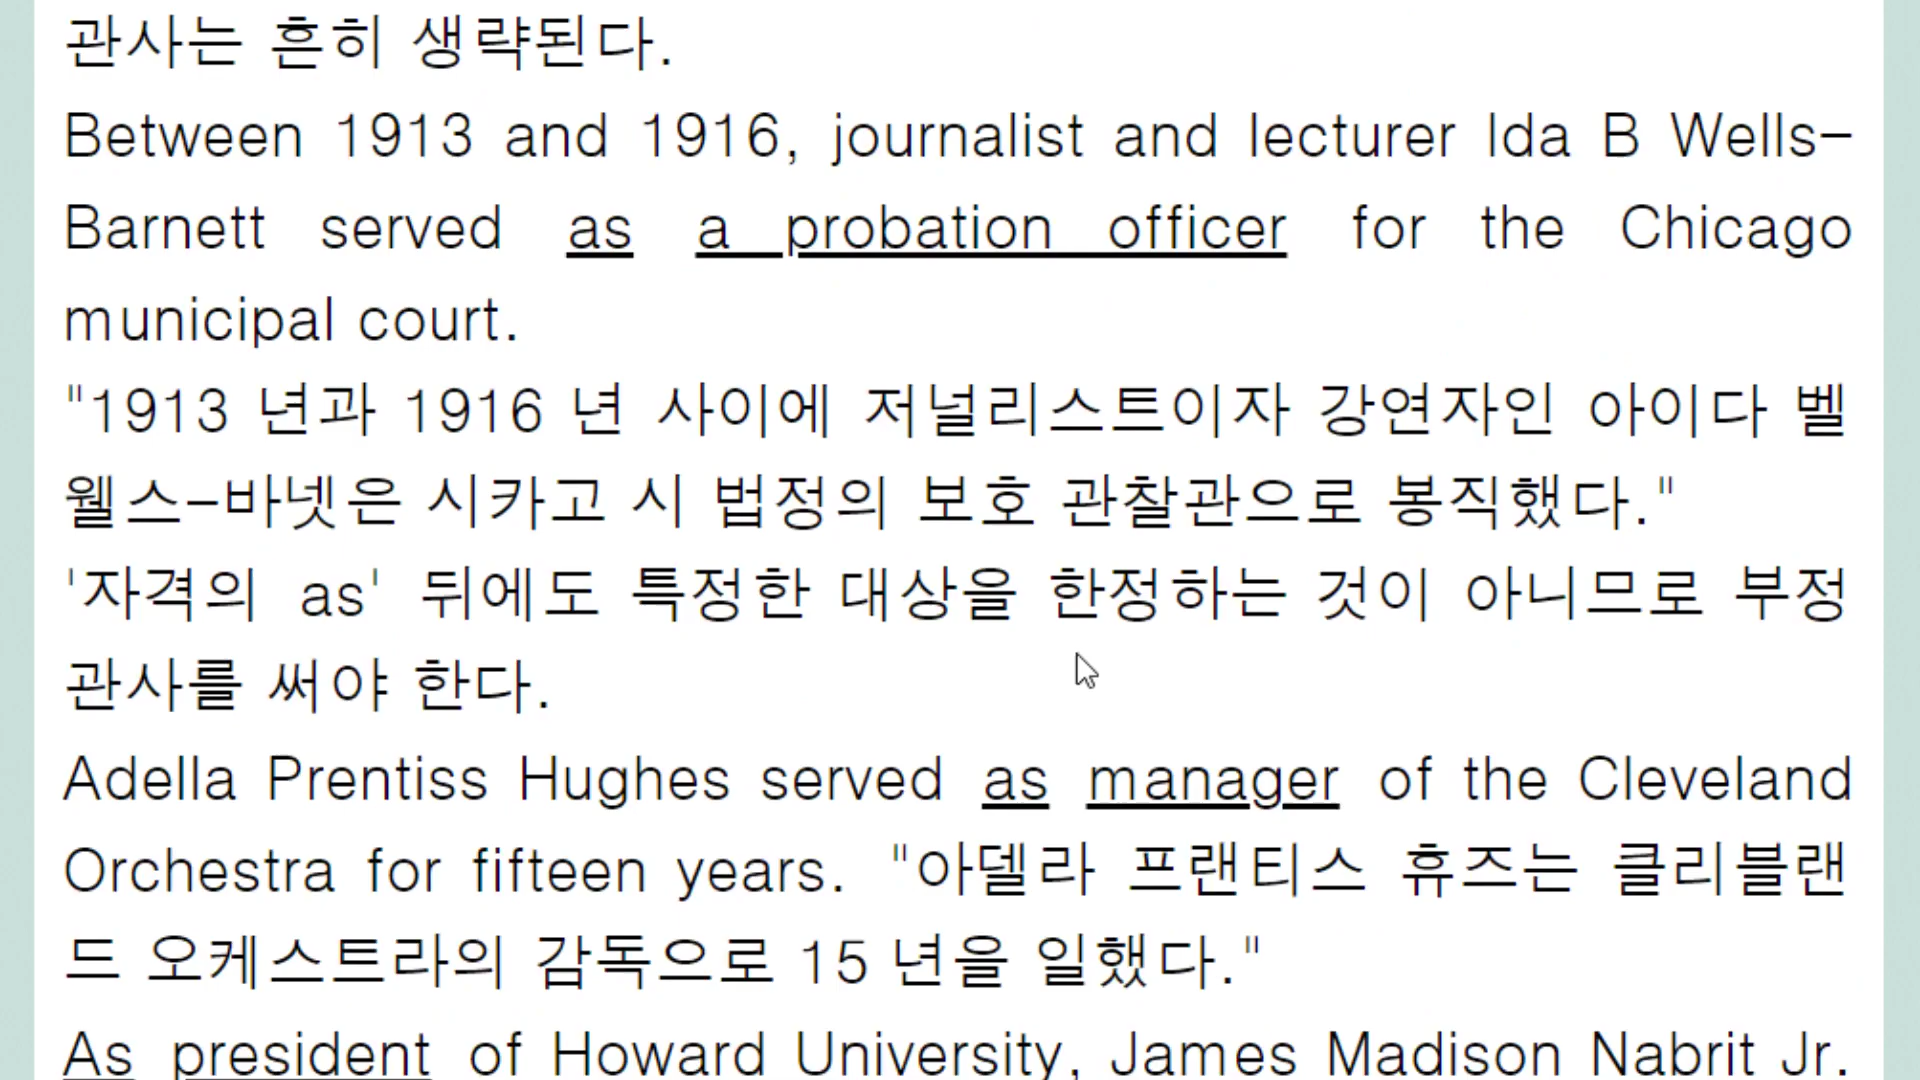 관사는 흔히 생략된다.
Between 1913 and 1916, journalist and lecturer Ida B Wells-
Barnett served as a probation officer for the Chicago
municipal court.
"1913 년과 1916 년 사이에 저널리스트이자 강연자인 아이다 벨
웰스-바넷은 시카고 시 법정의 보호 관찰관으로 봉직했다."
'자격의 as' 뒤에도 특정한 대상을 한정하는 것이 아니므로 부정
관사를 써야 한다.
Adella Prentiss Hughes served as manager of the Cleveland
Orchestra for fifteen years. "아델라 프랜티스 휴즈는 클리블랜
드 오케스트라의 감독으로 15 년을 일했다."
As president of Howard University, James Madison Nabrit Jr.